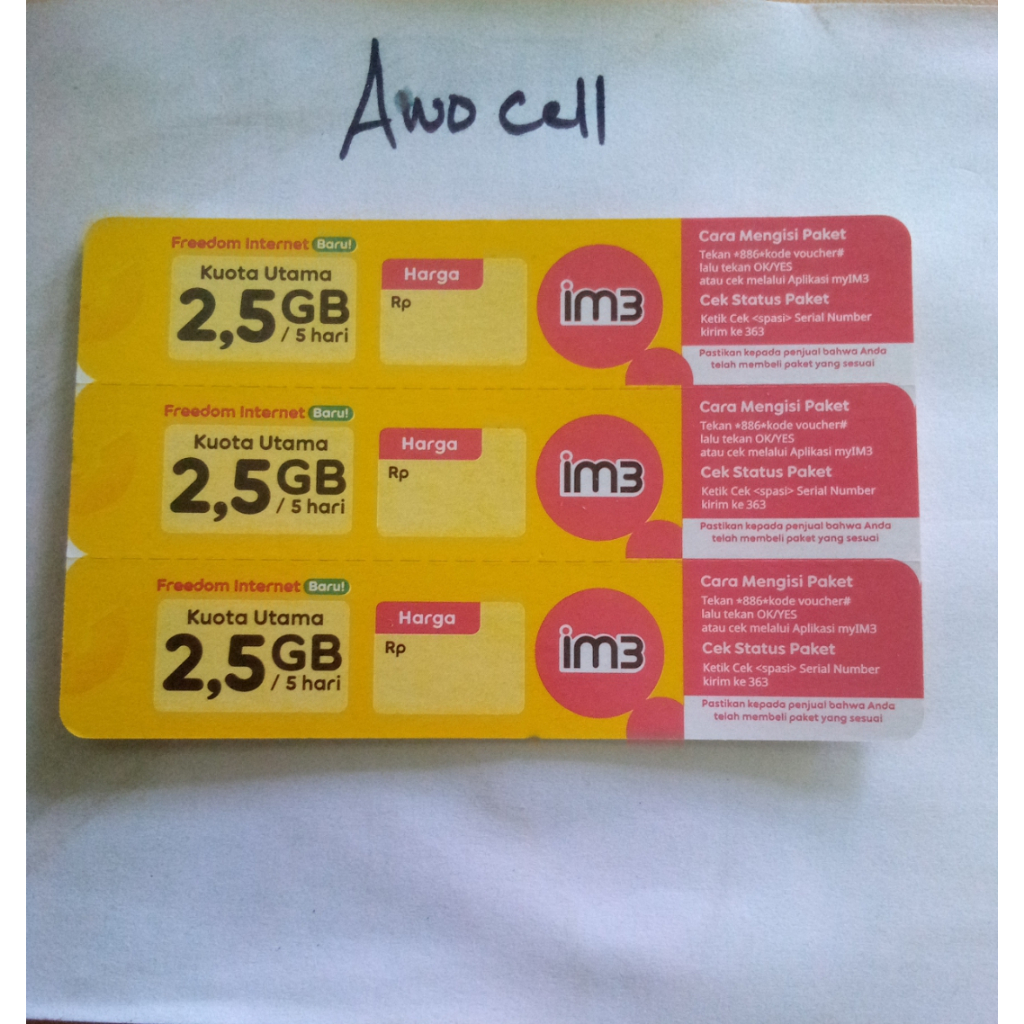 Awo cell
Freedom Internet Baru!
Kuota Utama
2,5GB
/ 5 hari
Harga
Rp
im3
Cara Mengisi Paket
Tekan *886*kode voucher#
lalu tekan OK/YES
atau cek melalui Aplikasi myIM3
Cek Status Paket
Ketik Cek <spasi> Serial Number
kirim ke 363
Pastikan kepada penjual bahwa Anda
telah membeli paket yang sesuai
Freedom Internet Baru!
Kuota Utama
2,5GB
/ 5 hari
Harga
Rp
im3
Cara Mengisi Paket
Tekan *886*kode voucher#
lalu tekan OK/YES
atau cek melalui Aplikasi myIM3
Cek Status Paket
Ketik Cek <spasi> Serial Number
kirim ke 363
Pastikan kepada penjual bahwa Anda
telah membeli paket yang sesuai
Freedom Internet Baru!
Kuota Utama
2,5GB
/ 5 hari
Harga
Rp
im3
Cara Mengisi Paket
Tekan *886*kode voucher#
lalu tekan OK/YES
atau cek melalui Aplikasi myIM3
Cek Status Paket
Ketik Cek <spasi> Serial Number
kirim ke 363
Pastikan kepada penjual bahwa Anda
telah membeli paket yang sesuai